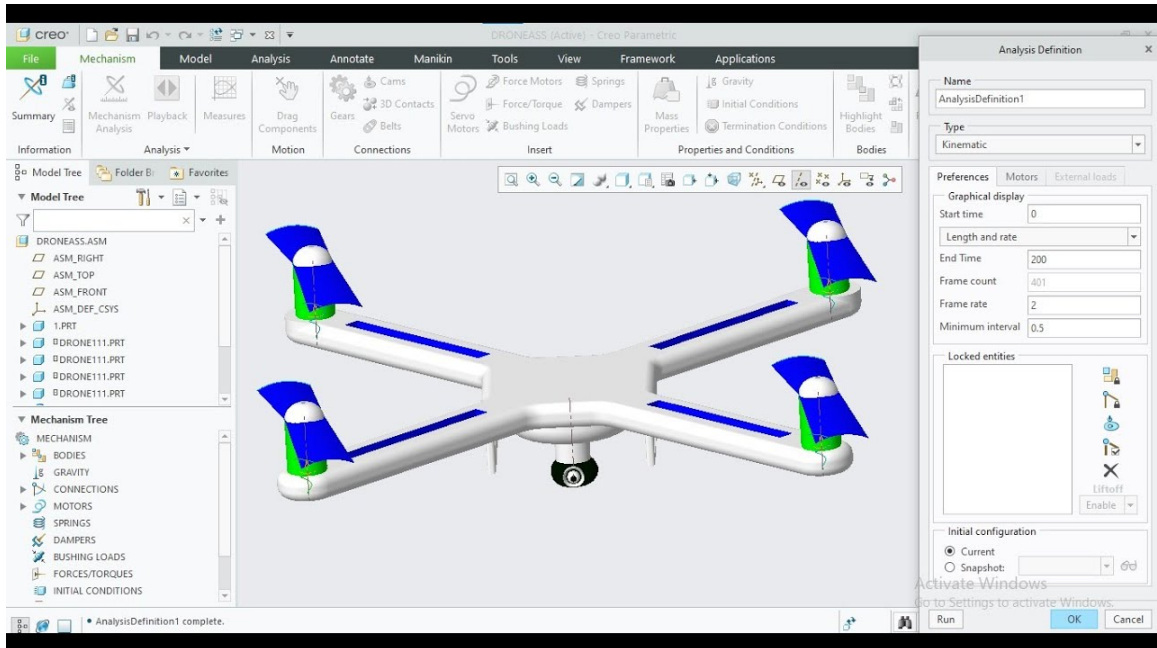 creo·
DRONEASS (Active) - Creo Parametric
File Mechanism Model Analysis Annotate Manikin Tools View Framework Applications
Summary
Mechanism Analysis
Playback
Measures
Drag Components
Gears
Cams
3D Contacts
Belts
Servo Motors
Force Motors
Force/Torque
Bushing Loads
Springs
Dampers
Mass Properties
Gravity
Initial Conditions
Termination Conditions
Highlight Bodies
Information Analysis Motion Connections Insert Properties and Conditions Bodies
Model Tree Folder B Favorites
Model Tree
DRONEASS.ASM
ASM_RIGHT
ASM_TOP
ASM_FRONT
ASM_DEF_CSYS
1.PRT
DRONE111.PRT
DRONE111.PRT
DRONE111.PRT
DRONE111.PRT
Mechanism Tree
MECHANISM
BODIES
GRAVITY
CONNECTIONS
MOTORS
SPRINGS
DAMPERS
BUSHING LOADS
FORCES/TORQUES
INITIAL CONDITIONS
• AnalysisDefinition1 complete.
Analysis Definition
Name
AnalysisDefinition1
Type
Kinematic
Preferences Motors External loads
Graphical display
Start time 0
Length and rate
End Time 200
Frame count 401
Frame rate 2
Minimum interval 0.5
Locked entities
Liftoff
Enable
Initial configuration
Current
Snapshot:
Activate Windows
Go to Settings to activate Windows.
Run OK Cancel